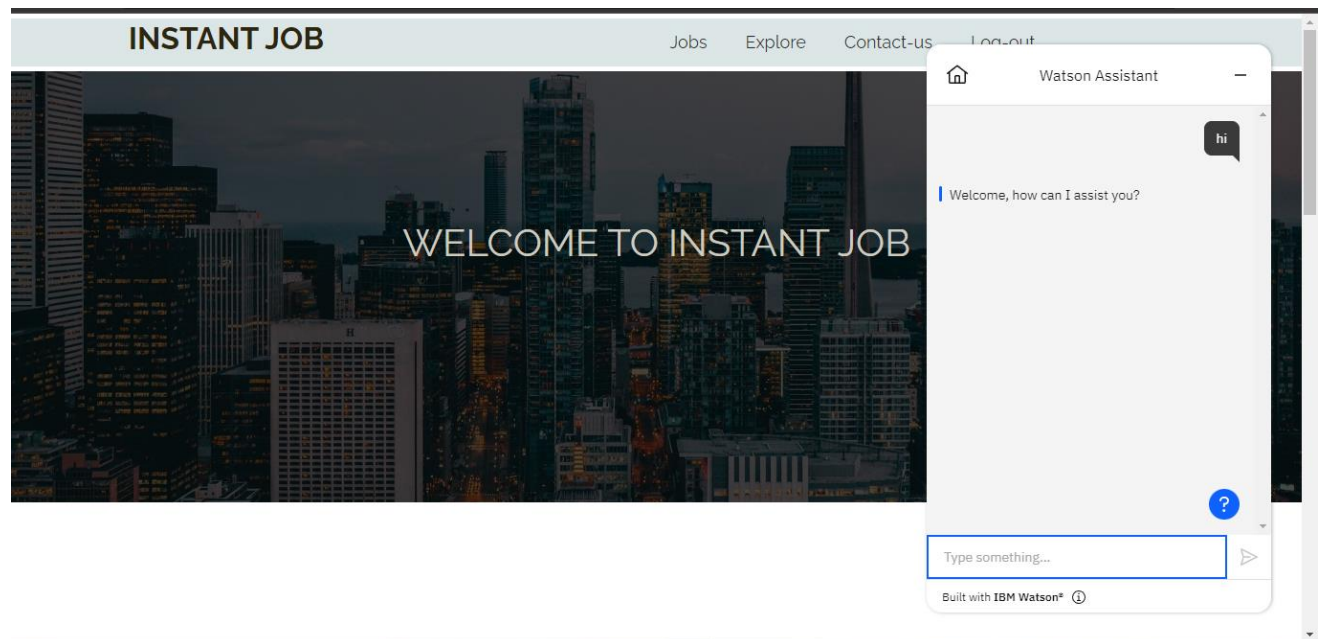 INSTANT JOB
Jobs Explore Contact-us Log-out
WELCOME TO INSTANT JOB
Watson Assistant
hi
Welcome, how can I assist you?
?
Type something...
Built with IBM Watson®